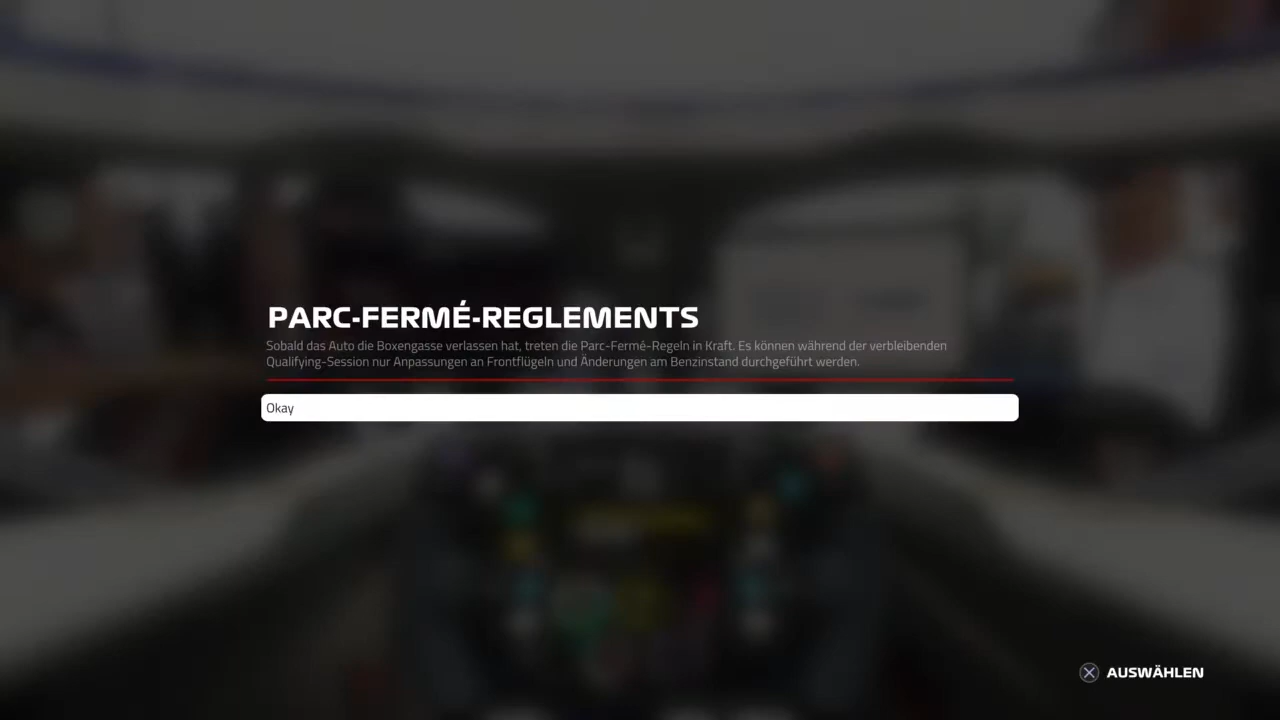 PARC-FERMÉ-REGLEMENTS
Sobald das Auto die Boxengasse verlassen hat, treten die Parc-Fermé-Regeln in Kraft. Es können während der verbleibenden
Qualifying-Session nur Anpassungen an Frontflügeln und Änderungen am Benzinstand durchgeführt werden.
Okay
AUSWÄHLEN